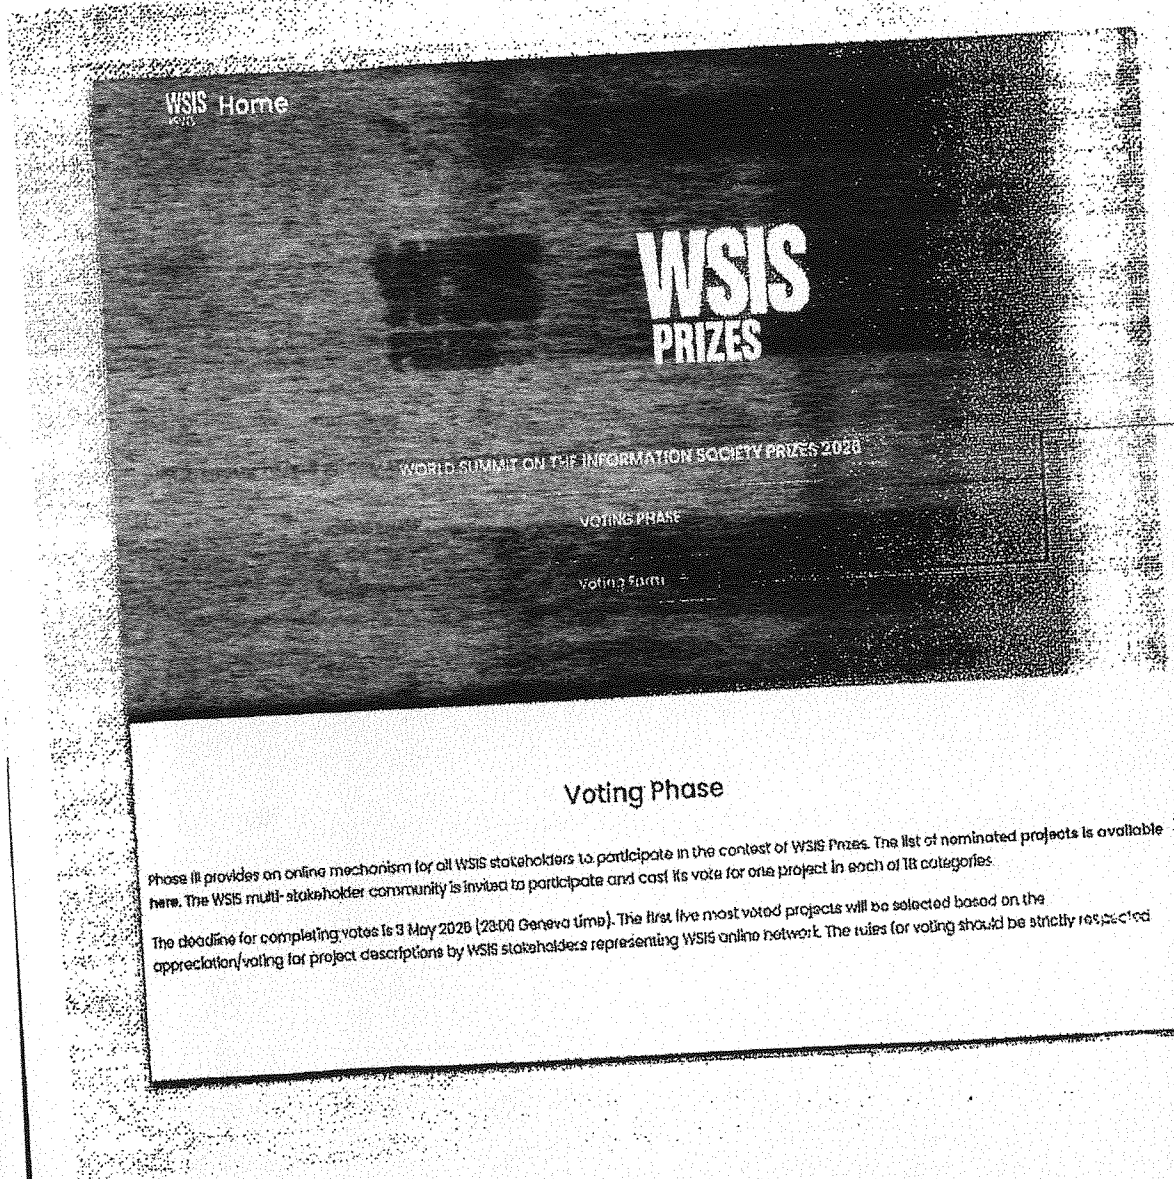 WSIS Home
WSIS
PRIZES
WORLD SUMMIT ON THE INFORMATION SOCIETY PRIZES 2026
VOTING PHASE
Voting Form
Voting Phase
Phase III provides an online mechanism for all WSIS stakeholders to participate in the contest of WSIS Prizes. The list of nominated projects is available
here. The WSIS multi-stakeholder community is invited to participate and cast its vote for one project in each of 18 categories.
The deadline for completing votes is 3 May 2026 (23:00 Geneva time). The first five most voted projects will be selected based on the
appreciation/voting for project descriptions by WSIS stakeholders representing WSIS online network. The rules for voting should be strictly respected